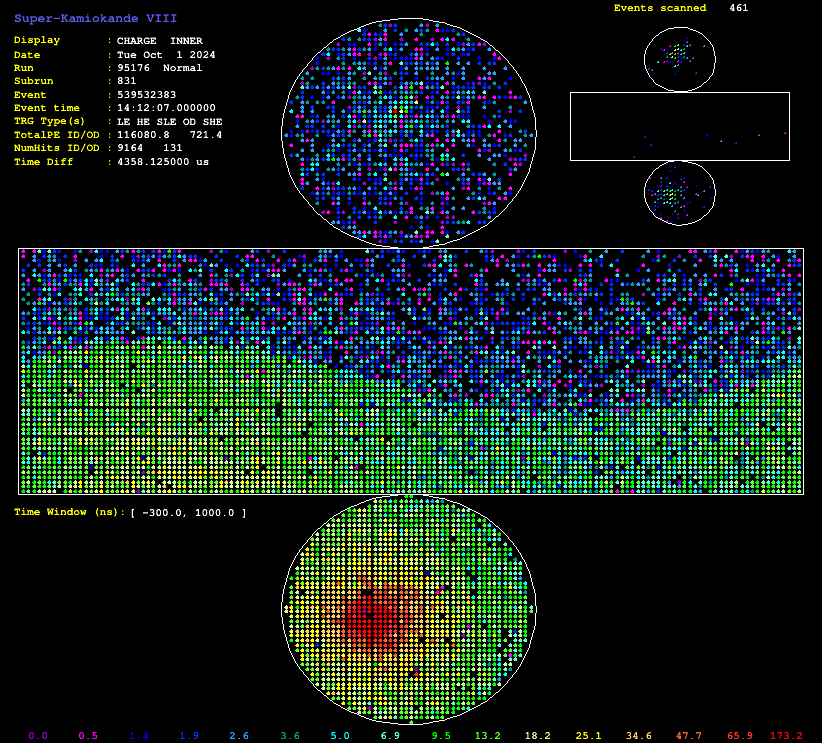 Super-Kamiokande VIII
Display : CHARGE INNER
Date : Tue Oct 1 2024
Run : 95176 Normal
Subrun : 831
Event : 539532383
Event time : 14:12:07.000000
TRG Type(s) : LE HE SLE OD SHE
TotalPE ID/OD : 116080.8 721.4
NumHits ID/OD : 9164 131
Time Diff : 4358.125000 us
Events scanned 461
Time Window (ns): [ -300.0, 1000.0 ]
0.0 0.5 1.4 1.9 2.6 3.6 5.0 6.9 9.5 13.2 18.2 25.1 34.6 47.7 65.9 173.2